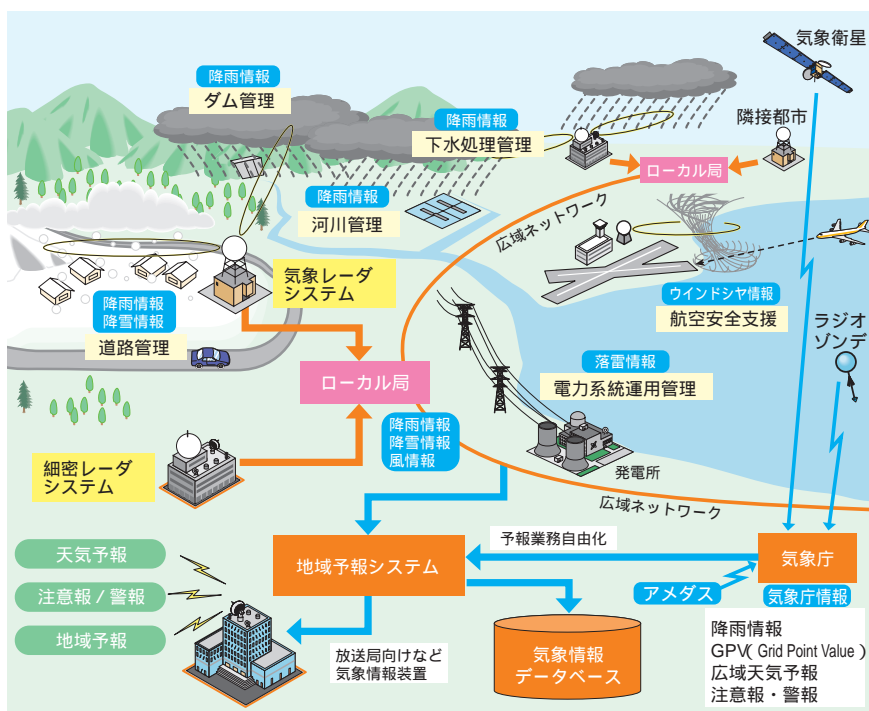 気象衛星
降雨情報
ダム管理
降雨情報
下水処理管理
隣接都市
ローカル局
降雨情報
河川管理
広域ネットワーク
気象レーダ
システム
ウインドシヤ情報
航空安全支援
降雨情報
降雪情報
道路管理
ラジオ
ゾンデ
ローカル局
落雷情報
電力系統運用管理
降雨情報
降雪情報
風情報
細密レーダ
システム
発電所
広域ネットワーク
予報業務自由化
天気予報
地域予報システム
気象庁
注意報/警報
アメダス
気象庁情報
地域予報
放送局向けなど
気象情報装置
気象情報
データベース
降雨情報
GPV(Grid Point Value)
広域天気予報
注意報・警報